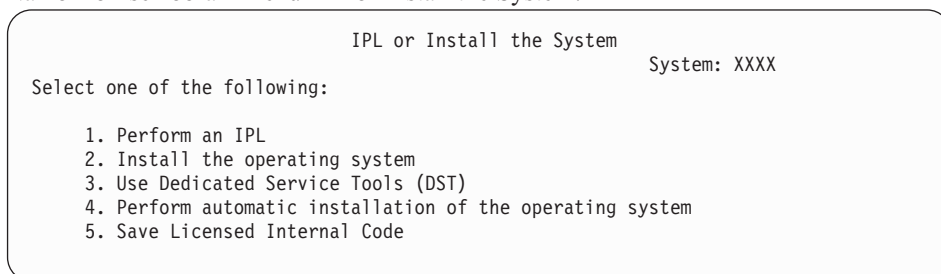 IPL or Install the System
System: XXXX
Select one of the following:
1. Perform an IPL
2. Install the operating system
3. Use Dedicated Service Tools (DST)
4. Perform automatic installation of the operating system
5. Save Licensed Internal Code